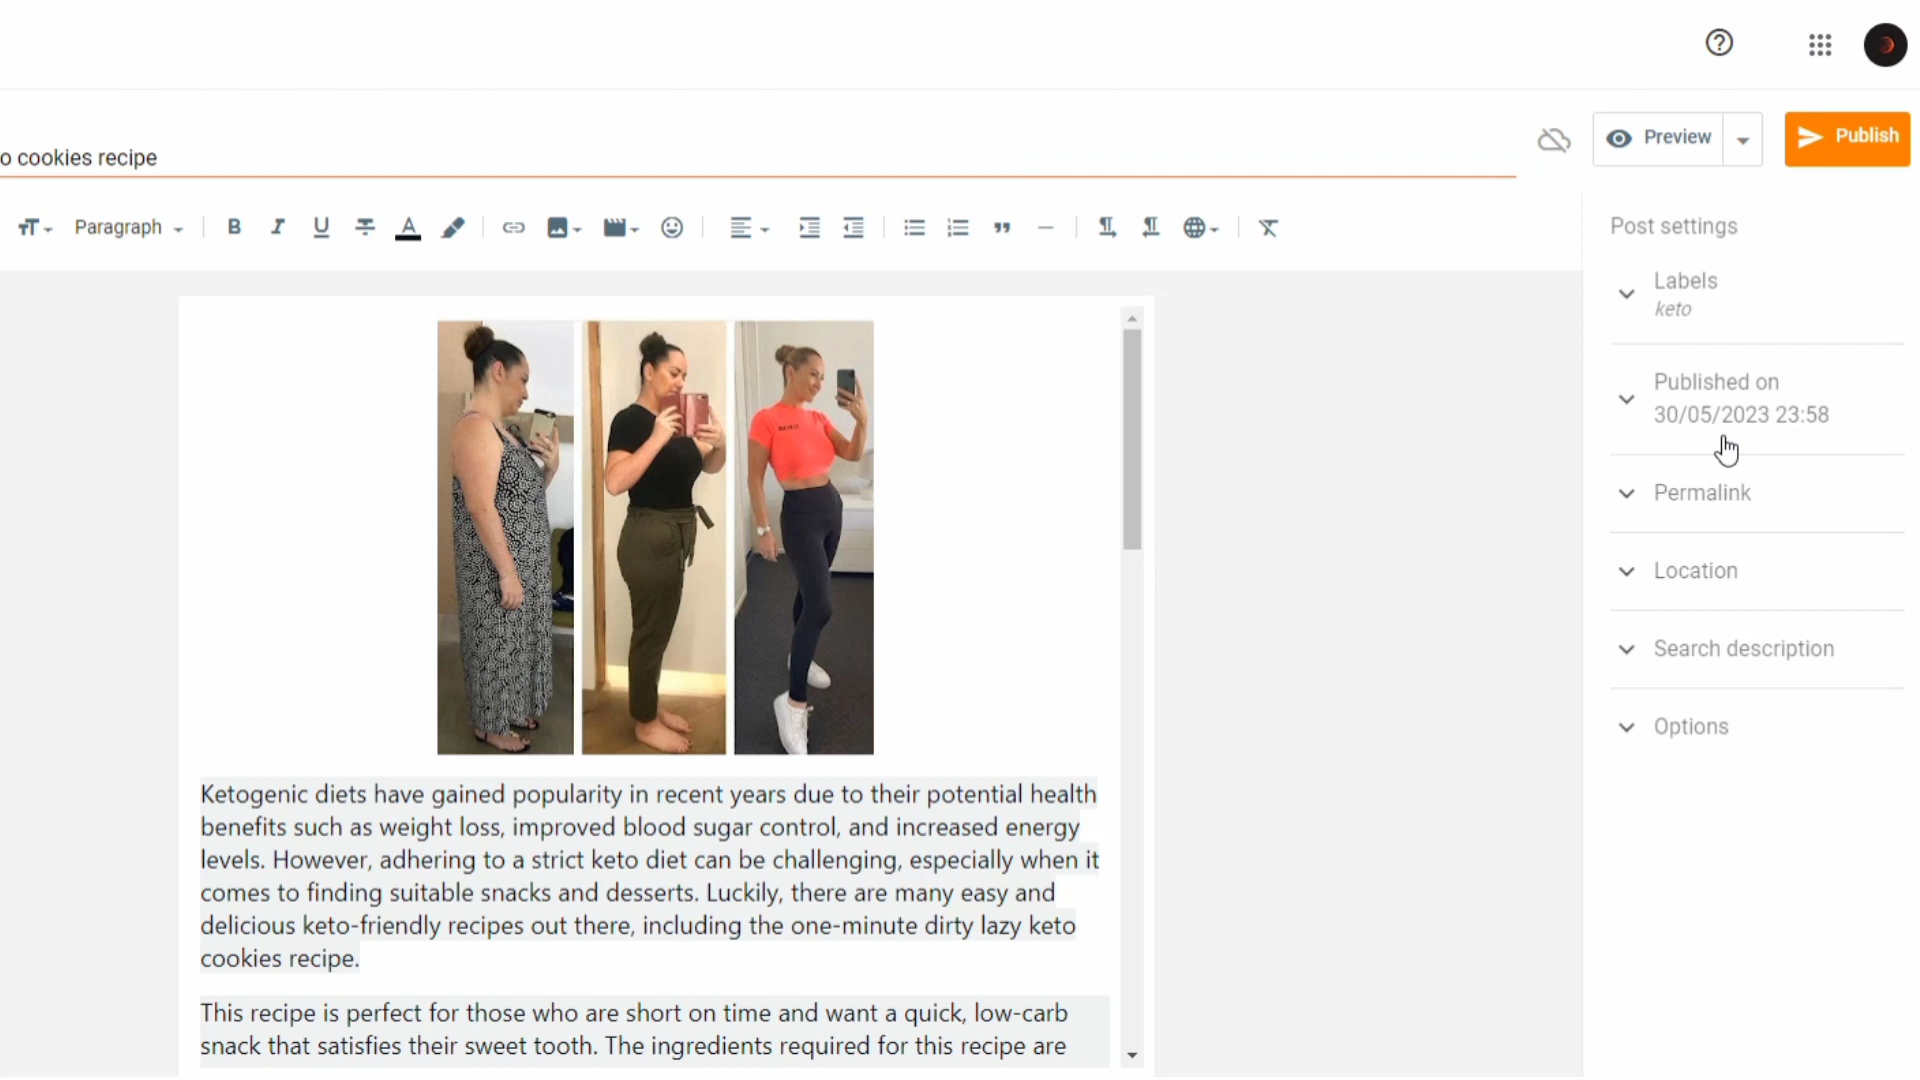 o cookies recipe
Preview
Publish
Paragraph
Post settings
Labels
keto
Published on
30/05/2023 23:58
Permalink
Location
Search description
Options
Ketogenic diets have gained popularity in recent years due to their potential health
benefits such as weight loss, improved blood sugar control, and increased energy
levels. However, adhering to a strict keto diet can be challenging, especially when it
comes to finding suitable snacks and desserts. Luckily, there are many easy and
delicious keto-friendly recipes out there, including the one-minute dirty lazy keto
cookies recipe.
This recipe is perfect for those who are short on time and want a quick, low-carb
snack that satisfies their sweet tooth. The ingredients required for this recipe are